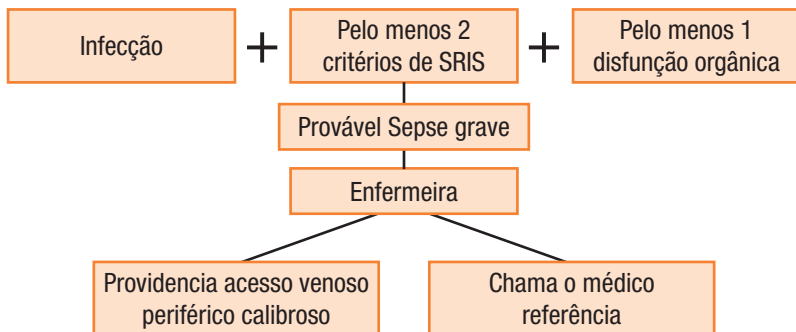 Infecção
+
Pelo menos 2
critérios de SRIS
+
Pelo menos 1
disfunção orgânica
Provável Sepse grave
Enfermeira
Providencia acesso venoso
periférico calibroso
Chama o médico
referência